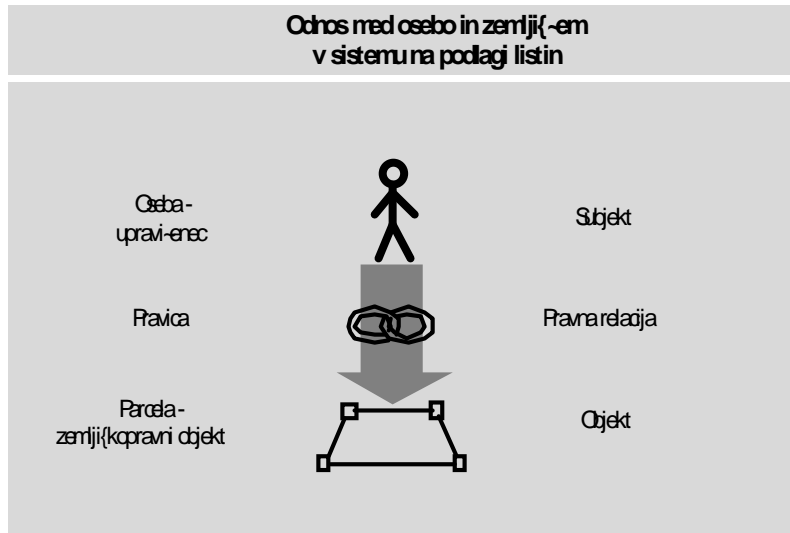 Odnos med osebo in zemlji{~em
v sistemu na podlagi listin
Oseba -
upravi~enec
Subjekt
Pravica
Pravna relacija
Parcela -
zemlji{kopravni objekt
Objekt